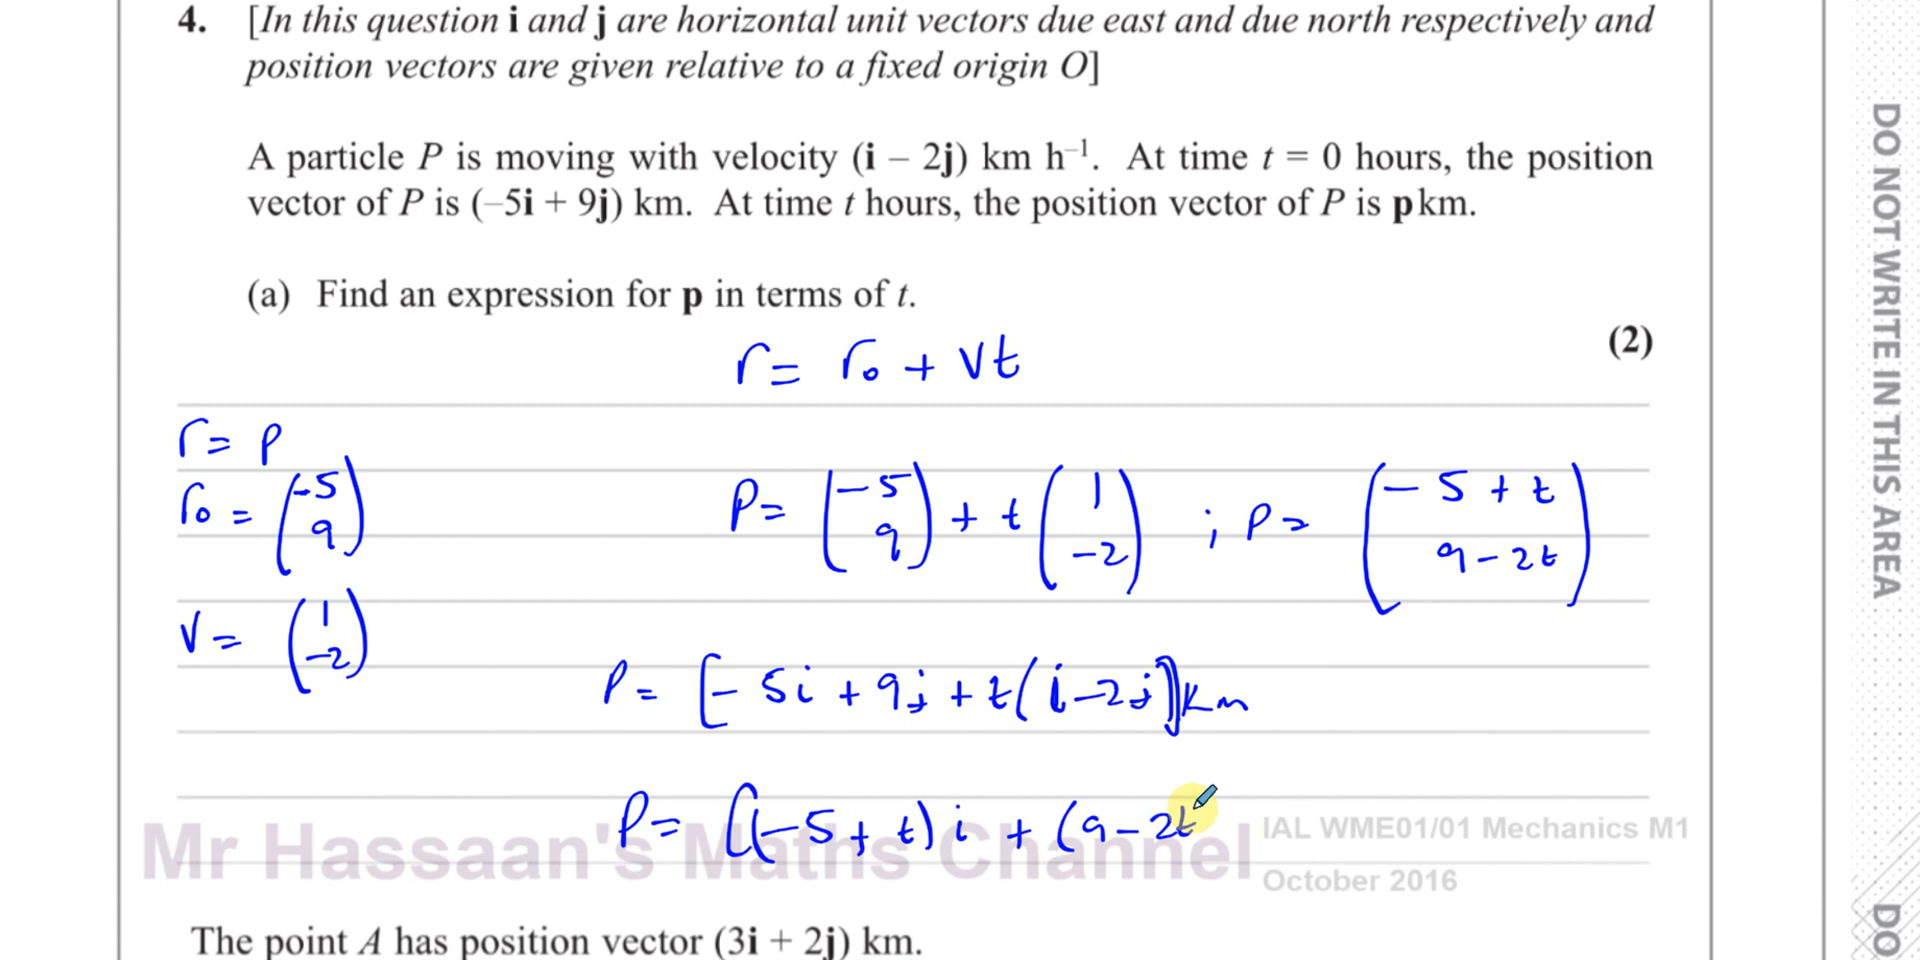 4. [In this question i and j are horizontal unit vectors due east and due north respectively and
position vectors are given relative to a fixed origin O]
A particle P is moving with velocity (i – 2j) km h⁻¹. At time t = 0 hours, the position
vector of P is (–5i + 9j) km. At time t hours, the position vector of P is p km.
(a) Find an expression for p in terms of t.
(2)
r = r₀ + vt
r = p
r₀ = (-5 9)
v = (1 -2)
p = (-5 9) + t (1 -2) ; p = (-5 + t 9 - 2t)
p = [-5i + 9j + t(i - 2j)] km
p = [(-5 + t)i + (9 - 2t
Mr Hassaan's Maths Channel
IAL WME01/01 Mechanics M1
October 2016
The point A has position vector (3i + 2j) km.
DO NOT WRITE IN THIS AREA
DO